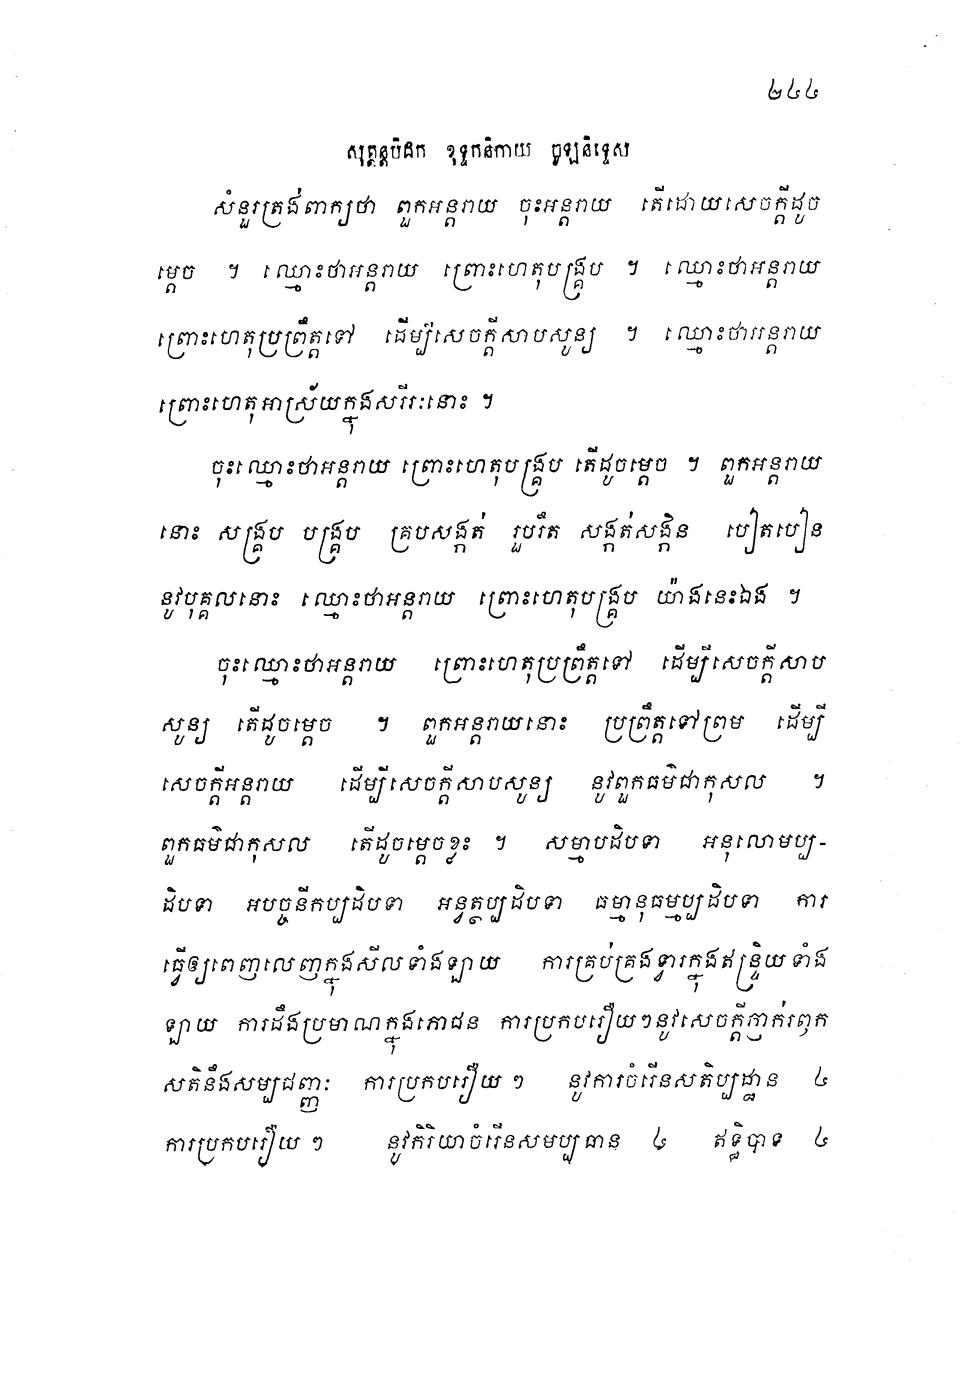 ២៤៤
សុត្តន្តបិដក ខុទ្ទកនិកាយ ចូឡនិទ្ទេស
សំនួរត្រង់ពាក្យថា ពួកអន្តរាយ ចុះអន្តរាយ តើដោយសេចក្តីដូច
ម្តេច ។ ឈ្មោះថាអន្តរាយ ព្រោះហេតុបង្គ្រប ។ ឈ្មោះថាអន្តរាយ
ព្រោះហេតុប្រព្រឹត្តទៅ ដើម្បីសេចក្តីសាបសូន្យ ។ ឈ្មោះថាអន្តរាយ
ព្រោះហេតុអាស្រ័យក្នុងសរីរៈនោះ ។
ចុះឈ្មោះថាអន្តរាយ ព្រោះហេតុបង្គ្រប តើដូចម្តេច ។ ពួកអន្តរាយ
នោះ សង្គ្រប បង្គ្រប គ្របសង្កត់ រួបរឹត សង្កត់សង្កិន បៀតបៀន
នូវបុគ្គលនោះ ឈ្មោះថាអន្តរាយ ព្រោះហេតុបង្គ្រប យ៉ាងនេះឯង ។
ចុះឈ្មោះថាអន្តរាយ ព្រោះហេតុប្រព្រឹត្តទៅ ដើម្បីសេចក្តីសាប
សូន្យ តើដូចម្តេច ។ ពួកអន្តរាយនោះ ប្រព្រឹត្តទៅព្រម ដើម្បី
សេចក្តីអន្តរាយ ដើម្បីសេចក្តីសាបសូន្យ នូវពួកធម៌ជាកុសល ។
ពួកធម៌ជាកុសល តើដូចម្តេចខ្លះ ។ សម្មាបដិបទា អនុលោមប្ប-
ដិបទា អបច្ចនីកប្បដិបទា អន្វត្ថប្បដិបទា ធម្មានុធម្មប្បដិបទា ការ
ធ្វើឲ្យពេញលេញក្នុងសីលទាំងឡាយ ការគ្រប់គ្រងទ្វារក្នុងឥន្ទ្រិយទាំង
ឡាយ ការដឹងប្រមាណក្នុងភោជន ការប្រកបរឿយៗនូវសេចក្តីភ្ញាក់រឭក
សតិនឹងសម្បជញ្ញៈ ការប្រកបរឿយៗ នូវការចំរើនសតិប្បដ្ឋាន ៤
ការប្រកបរឿយៗ នូវកិរិយាចំរើនសមប្បធាន ៤ ឥទ្ធិបាទ ៤